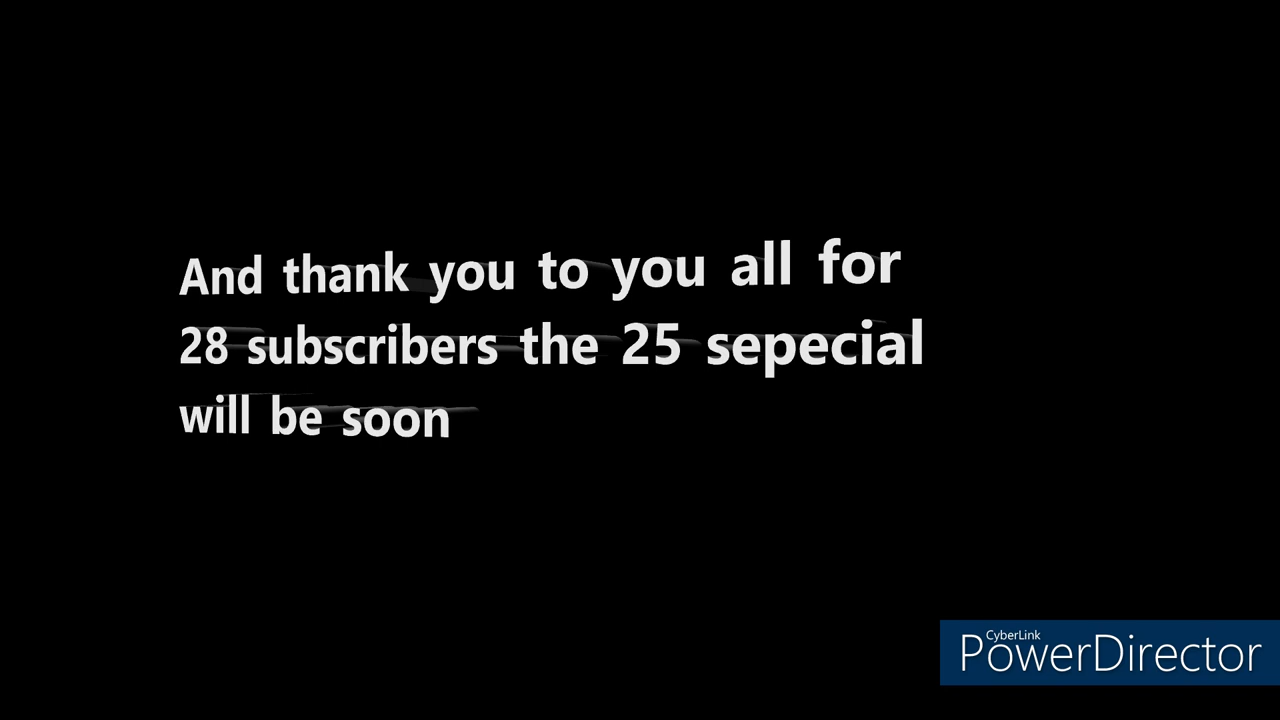 And thank you to you all for
28 subscribers the 25 sepecial
will be soon
CyberLink
PowerDirector